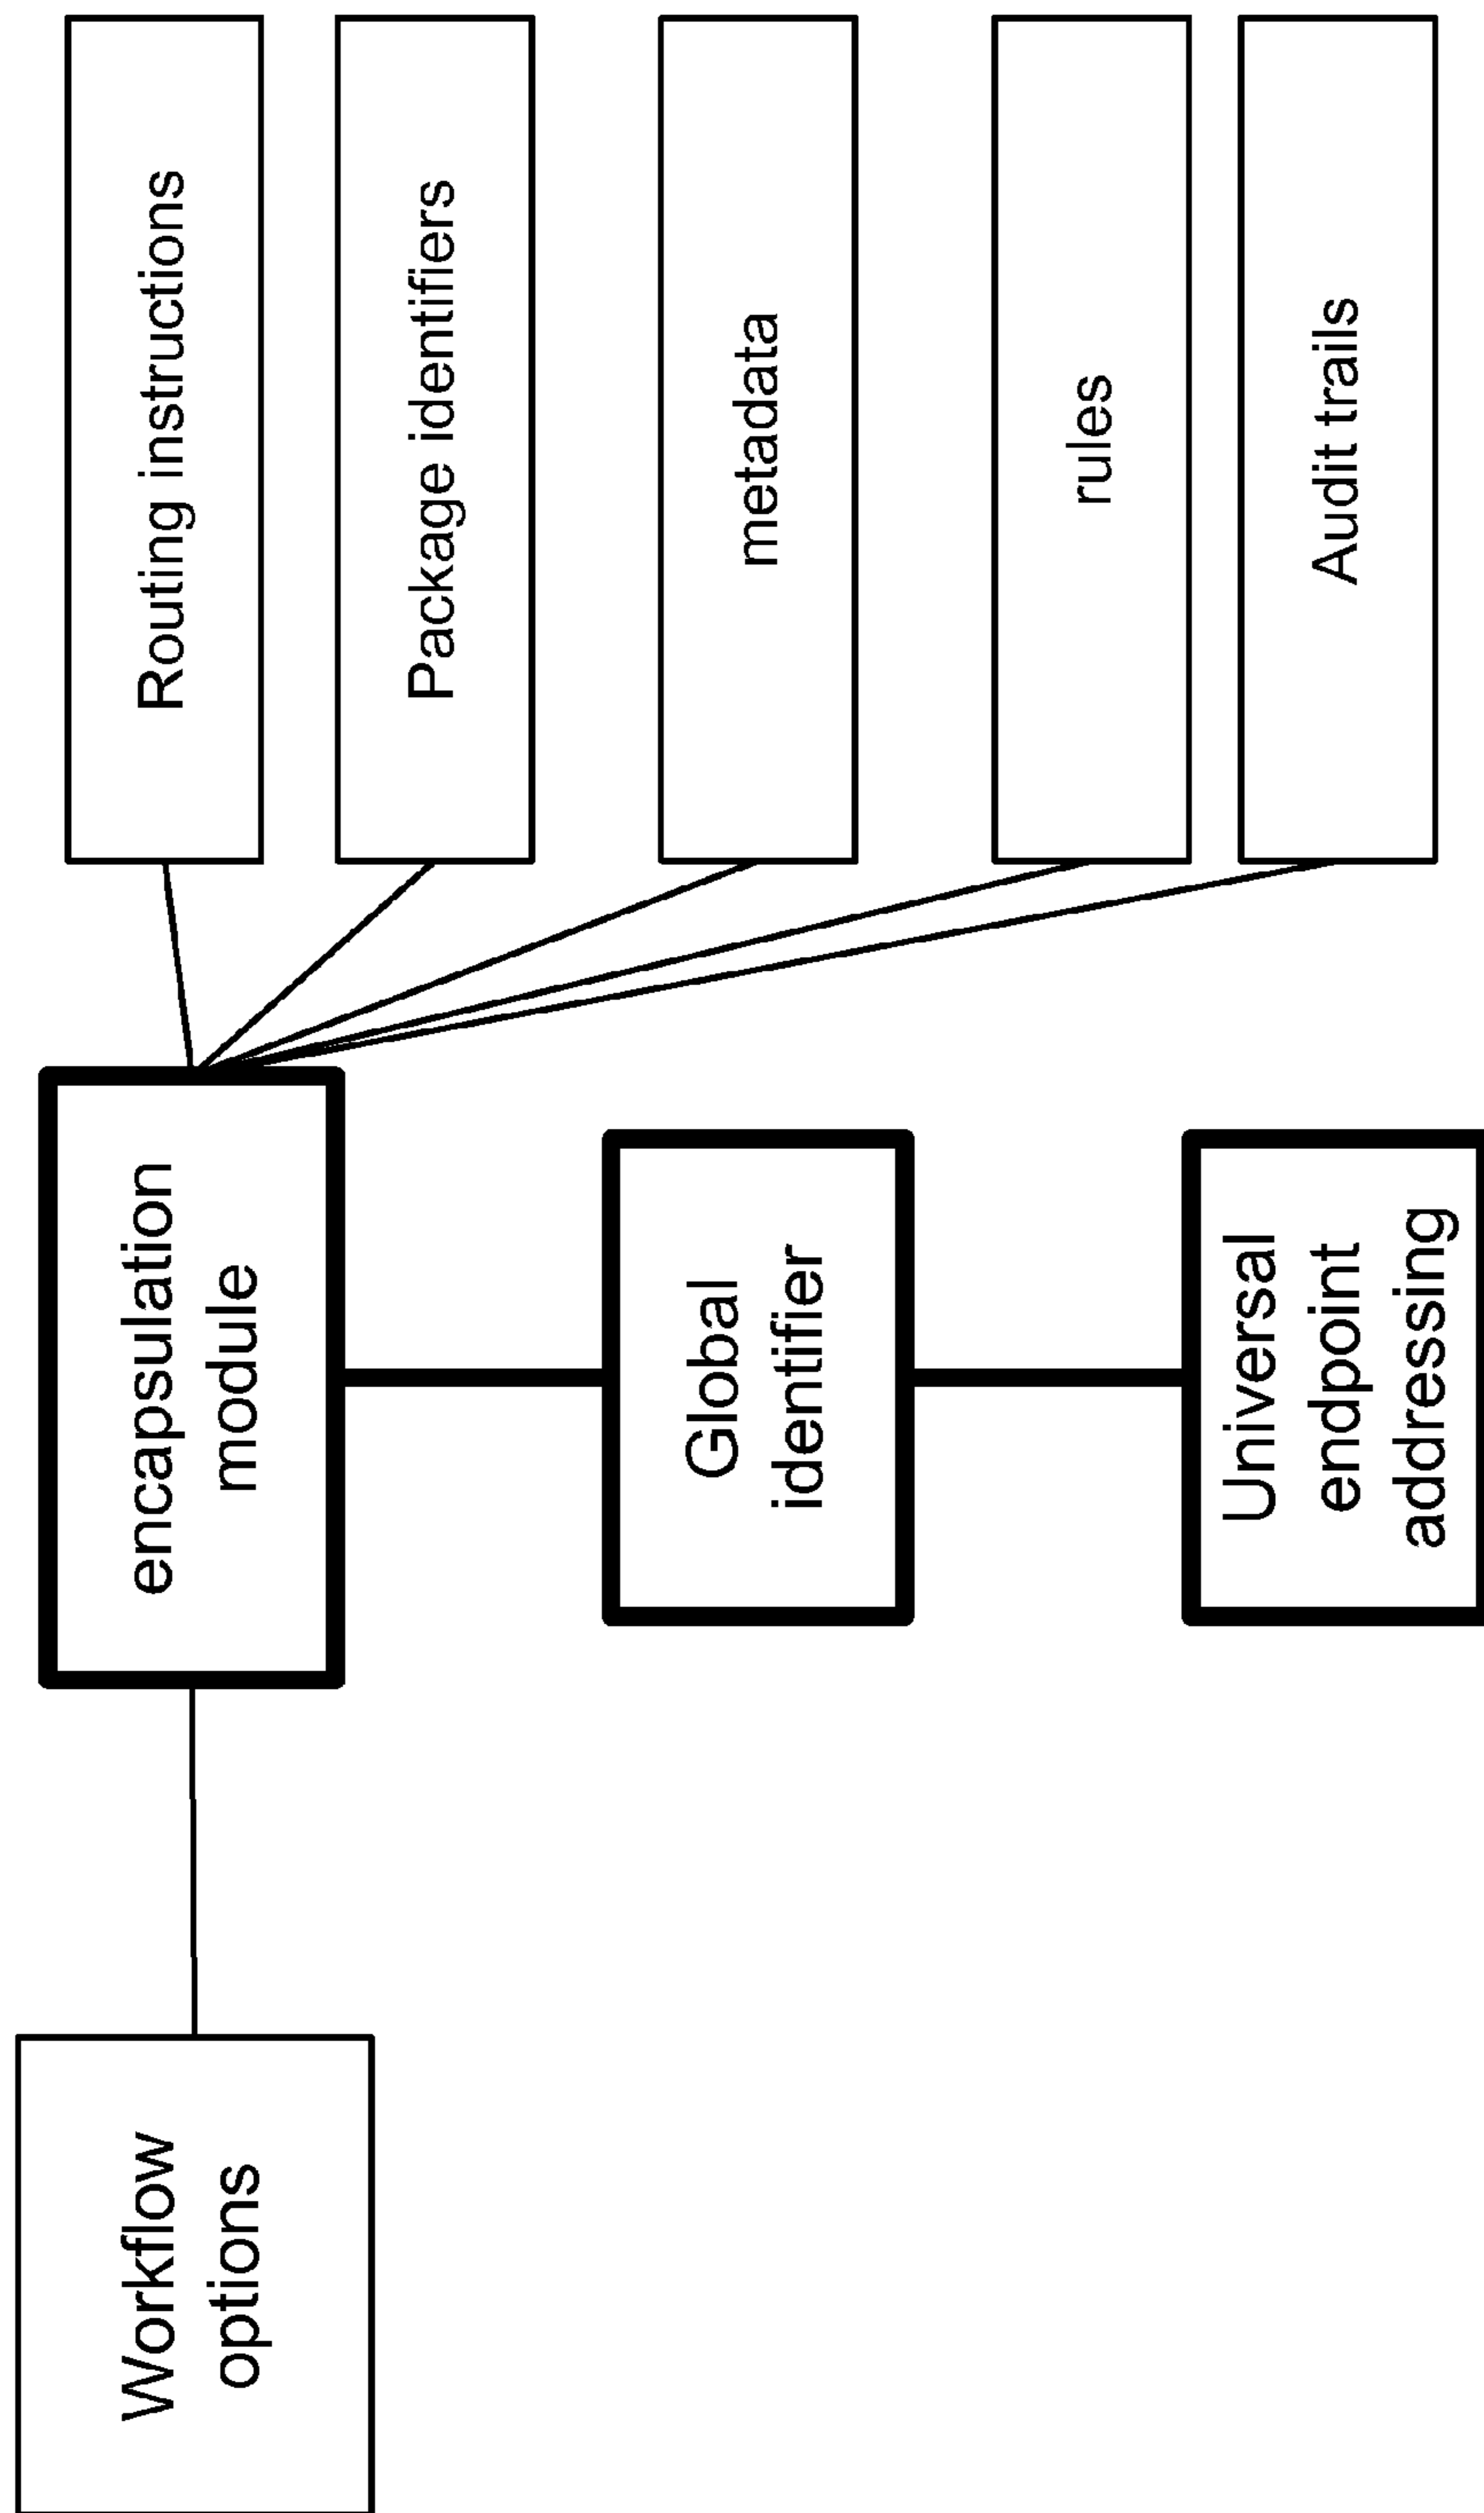 Workflow
options
encapsulation
module
Routing instructions
Package identifiers
metadata
rules
Audit trails
Global
identifier
Universal
endpoint
addressing